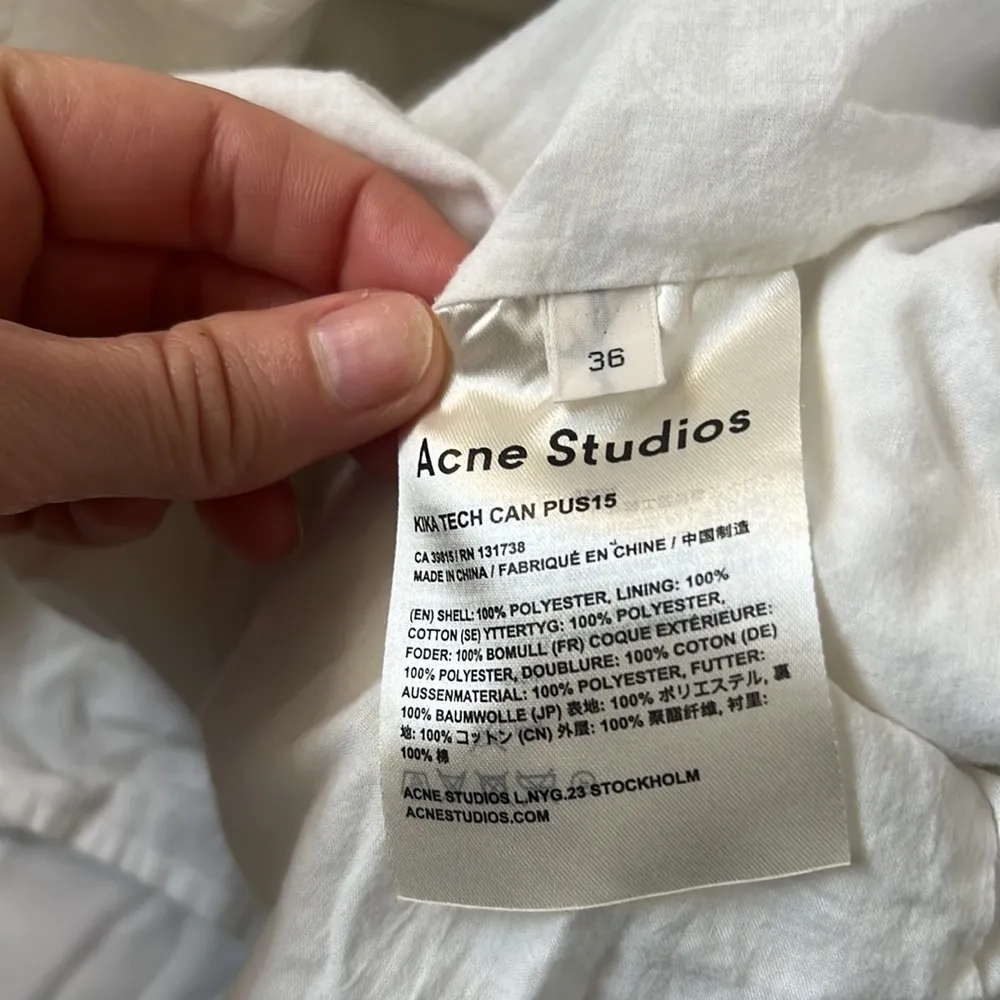 36
Acne Studios
KIKA TECH CAN PUS15
CA 39815 / RN 131738
MADE IN CHINA / FABRIQUÉ EN CHINE / 中国制造
(EN) SHELL: 100% POLYESTER, LINING: 100%
COTTON (SE) YTTERTYG: 100% POLYESTER,
FODER: 100% BOMULL (FR) COQUE EXTÉRIEURE:
100% POLYESTER, DOUBLURE: 100% COTON (DE)
AUSSENMATERIAL: 100% POLYESTER, FUTTER:
100% BAUMWOLLE (JP) 表地: 100% ポリエステル, 裏
地: 100% コットン (CN) 外层: 100% 聚酯纤维, 衬里:
100% 棉
ACNE STUDIOS L.NYG.23 STOCKHOLM
ACNESTUDIOS.COM